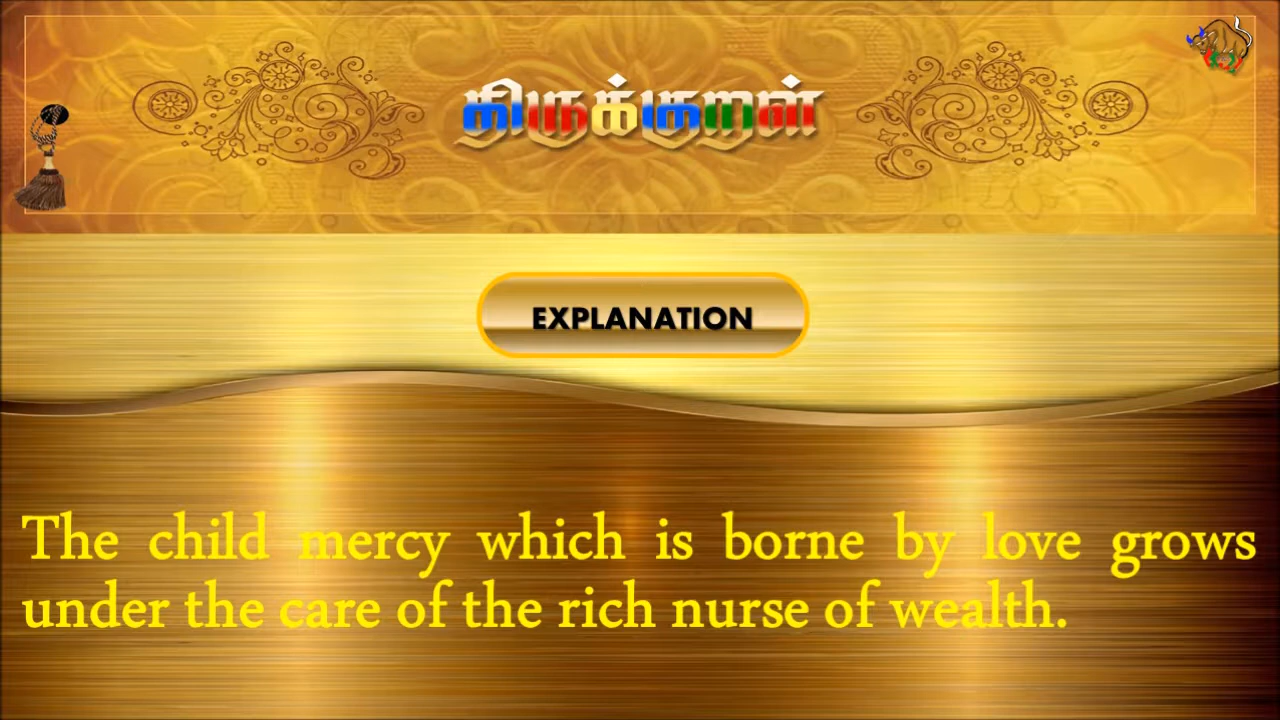 திருக்குறள்
EXPLANATION
The child mercy which is borne by love grows
under the care of the rich nurse of wealth.